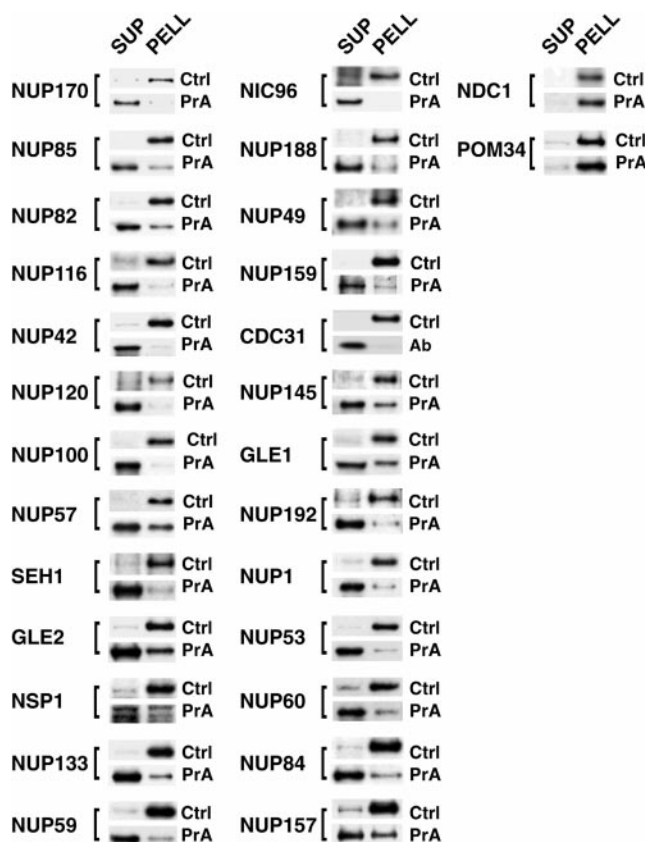 SUP PELL SUP PELL SUP PELL
NUP170 Ctrl PrA NIC96 Ctrl PrA NDC1 Ctrl PrA
NUP85 Ctrl PrA NUP188 Ctrl PrA POM34 Ctrl PrA
NUP82 Ctrl PrA NUP49 Ctrl PrA
NUP116 Ctrl PrA NUP159 Ctrl PrA
NUP42 Ctrl PrA CDC31 Ctrl Ab
NUP120 Ctrl PrA NUP145 Ctrl PrA
NUP100 Ctrl PrA GLE1 Ctrl PrA
NUP57 Ctrl PrA NUP192 Ctrl PrA
SEH1 Ctrl PrA NUP1 Ctrl PrA
GLE2 Ctrl PrA NUP53 Ctrl PrA
NSP1 Ctrl PrA NUP60 Ctrl PrA
NUP133 Ctrl PrA NUP84 Ctrl PrA
NUP59 Ctrl PrA NUP157 Ctrl PrA